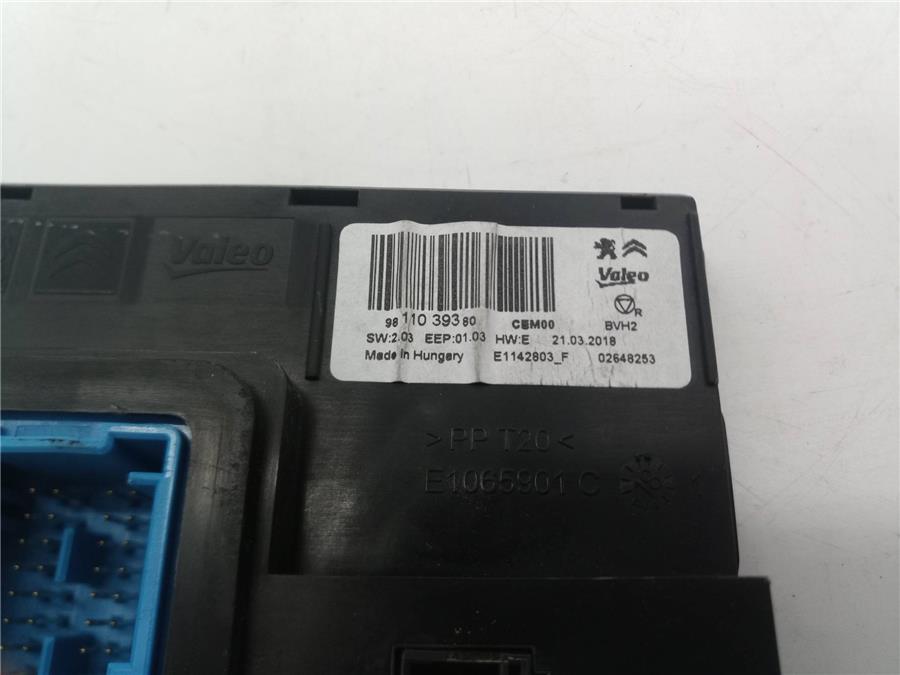 Valeo
Valeo
R
98 110 393 80 CEM00 BVH2
SW:2.03 EEP:01.03 HW:E 21.03.2018
Made in Hungary E1142803_F 02648253
>PP T20<
E1065901 C